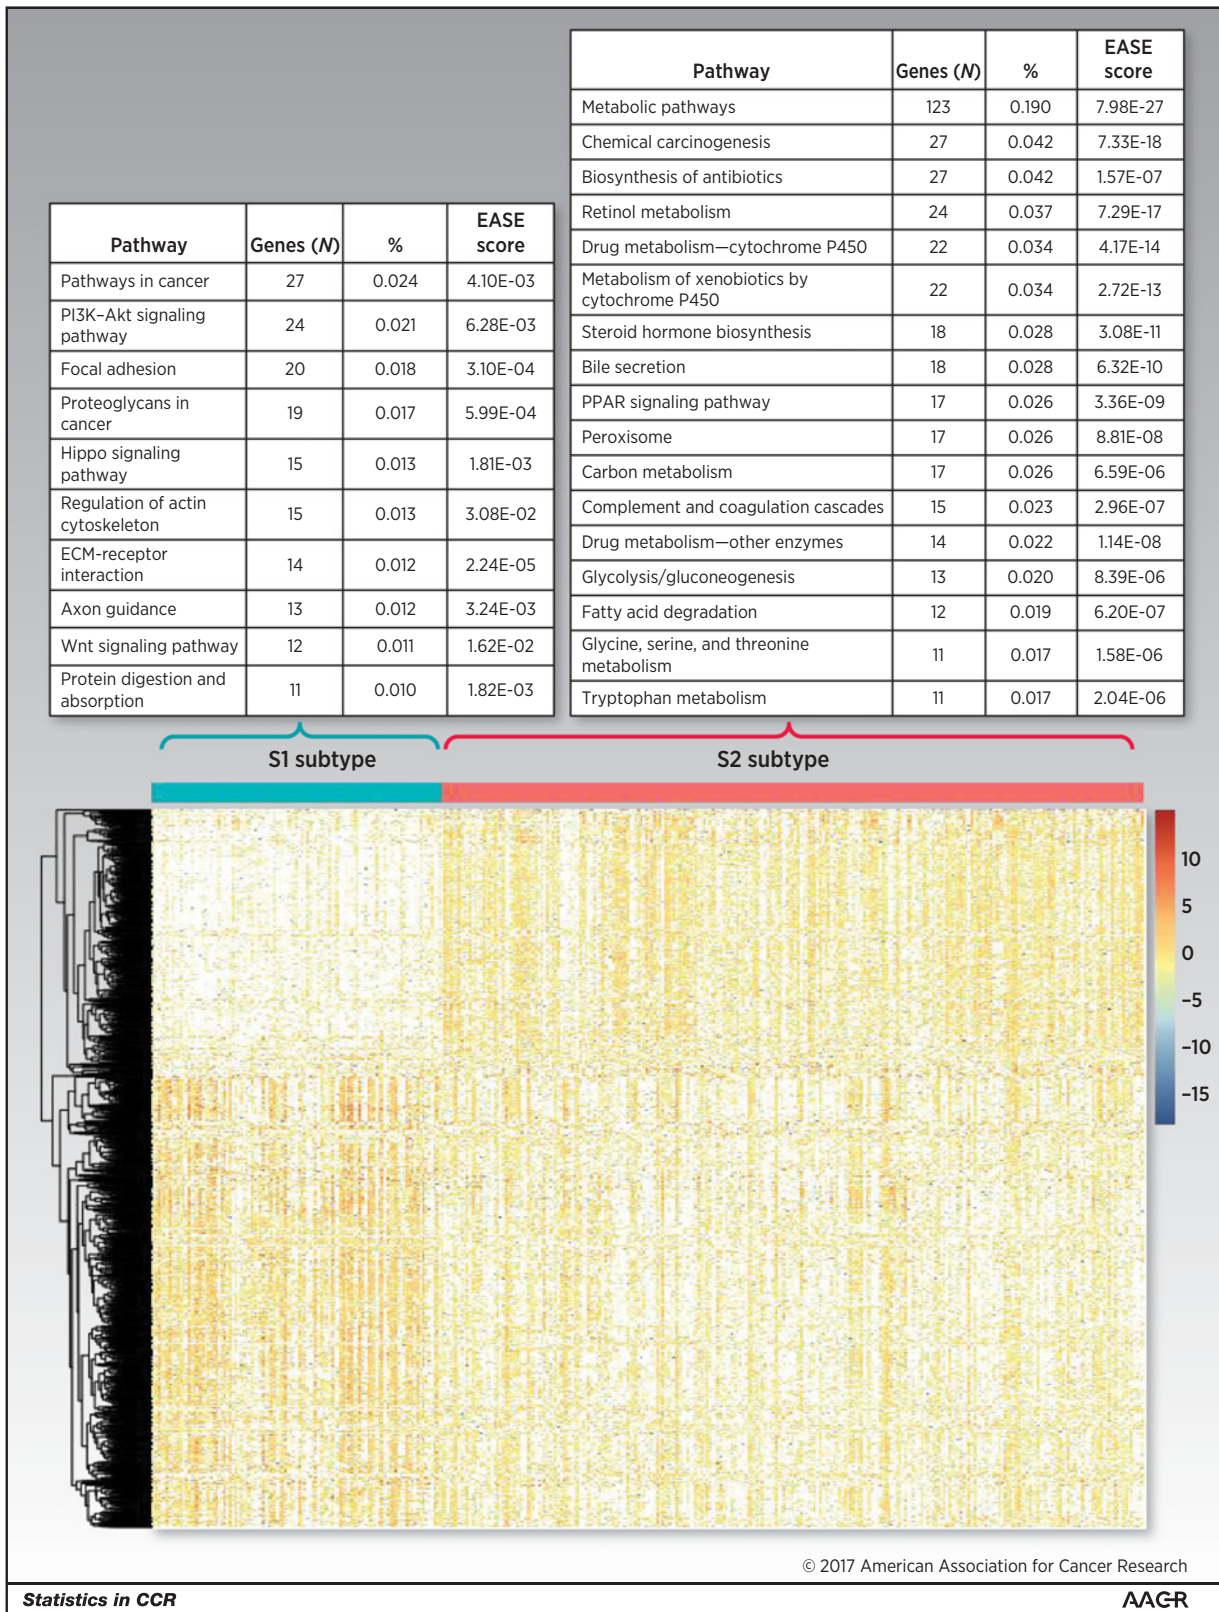 Pathway Genes (N) % EASE score
Metabolic pathways 123 0.190 7.98E-27
Chemical carcinogenesis 27 0.042 7.33E-18
Biosynthesis of antibiotics 27 0.042 1.57E-07
Retinol metabolism 24 0.037 7.29E-17
Drug metabolism—cytochrome P450 22 0.034 4.17E-14
Metabolism of xenobiotics by cytochrome P450 22 0.034 2.72E-13
Steroid hormone biosynthesis 18 0.028 3.08E-11
Bile secretion 18 0.028 6.32E-10
PPAR signaling pathway 17 0.026 3.36E-09
Peroxisome 17 0.026 8.81E-08
Carbon metabolism 17 0.026 6.59E-06
Complement and coagulation cascades 15 0.023 2.96E-07
Drug metabolism—other enzymes 14 0.022 1.14E-08
Glycolysis/gluconeogenesis 13 0.020 8.39E-06
Fatty acid degradation 12 0.019 6.20E-07
Glycine, serine, and threonine metabolism 11 0.017 1.58E-06
Tryptophan metabolism 11 0.017 2.04E-06
Pathway Genes (N) % EASE score
Pathways in cancer 27 0.024 4.10E-03
PI3K–Akt signaling pathway 24 0.021 6.28E-03
Focal adhesion 20 0.018 3.10E-04
Proteoglycans in cancer 19 0.017 5.99E-04
Hippo signaling pathway 15 0.013 1.81E-03
Regulation of actin cytoskeleton 15 0.013 3.08E-02
ECM-receptor interaction 14 0.012 2.24E-05
Axon guidance 13 0.012 3.24E-03
Wnt signaling pathway 12 0.011 1.62E-02
Protein digestion and absorption 11 0.010 1.82E-03
S1 subtype
S2 subtype
10
5
0
–5
–10
–15
© 2017 American Association for Cancer Research
Statistics in CCR
AACR